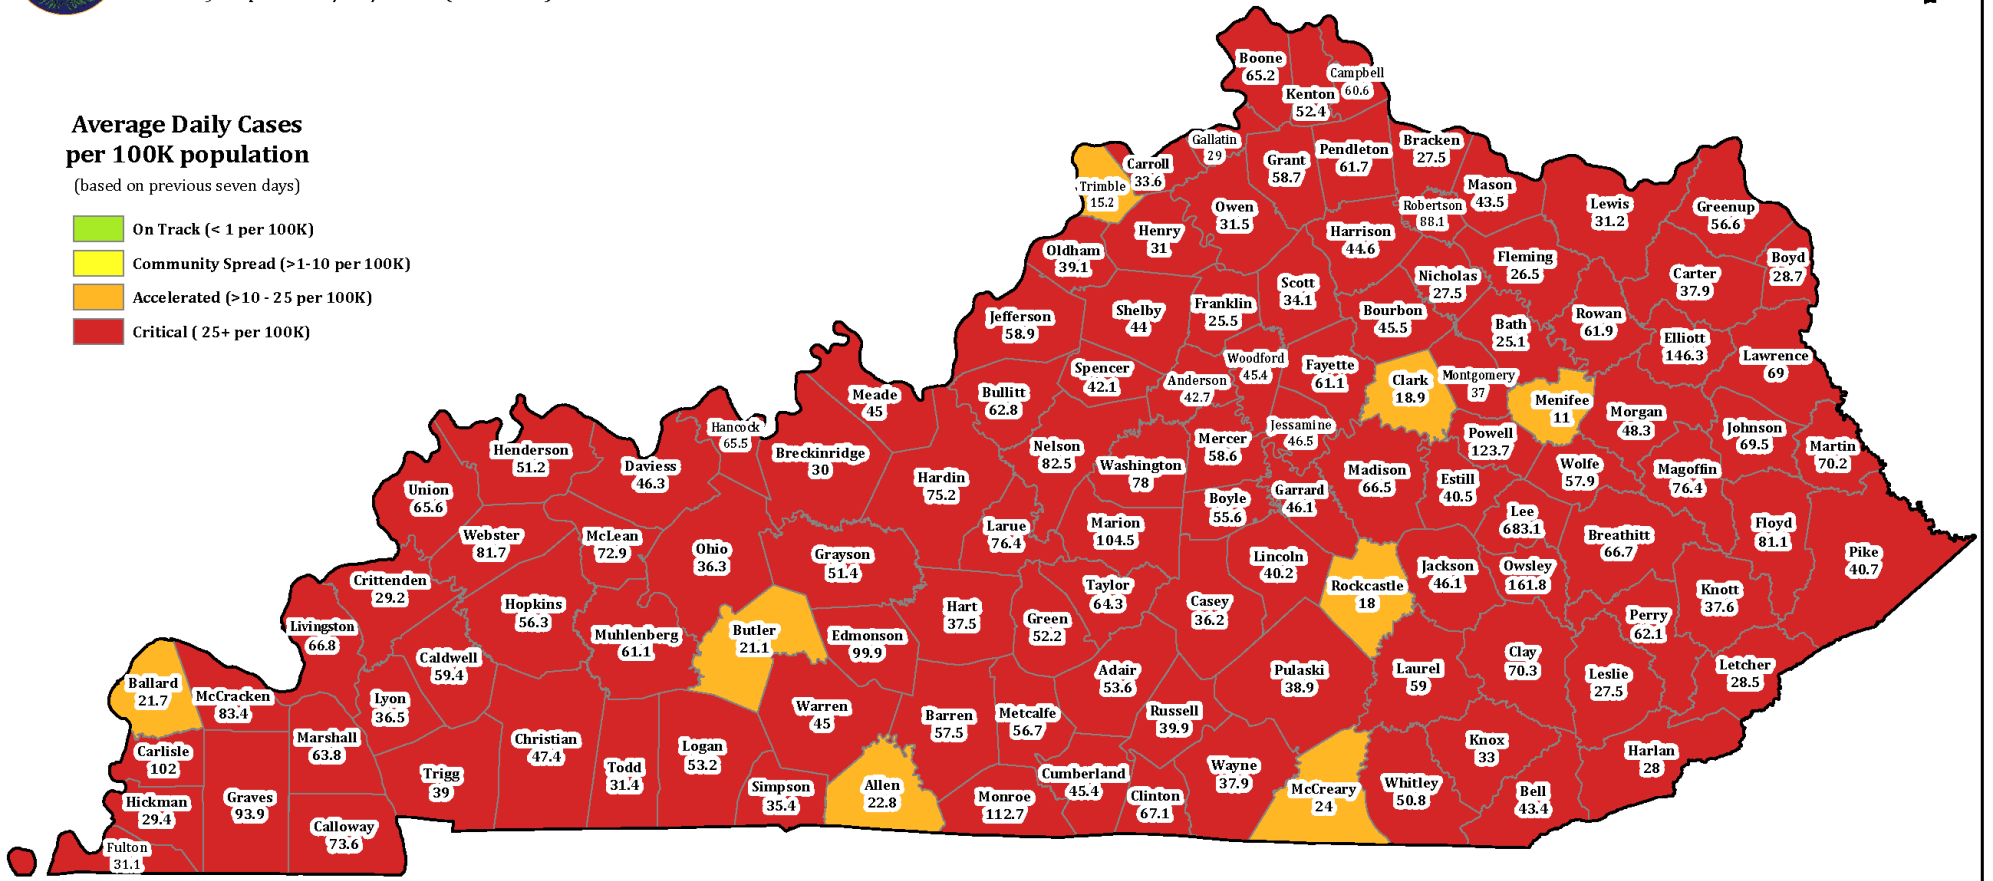 Average Daily Cases
per 100K population
(based on previous seven days)
On Track (< 1 per 100K)
Community Spread (>1-10 per 100K)
Accelerated (>10 - 25 per 100K)
Critical ( 25+ per 100K)
Boone
65.2
Campbell
60.6
Kenton
52.4
Gallatin
29
Carroll
33.6
Trimble
15.2
Grant
58.7
Pendleton
61.7
Bracken
27.5
Mason
43.5
Robertson
88.1
Lewis
31.2
Greenup
56.6
Owen
31.5
Henry
31
Oldham
39.1
Harrison
44.6
Fleming
26.5
Nicholas
27.5
Carter
37.9
Boyd
28.7
Scott
34.1
Franklin
25.5
Shelby
44
Jefferson
58.9
Bourbon
45.5
Bath
25.1
Rowan
61.9
Elliott
146.3
Lawrence
69
Woodford
45.4
Fayette
61.1
Spencer
42.1
Anderson
42.7
Clark
18.9
Montgomery
37
Menifee
11
Morgan
48.3
Meade
45
Bullitt
62.8
Hancock
65.5
Jessamine
46.5
Powell
123.7
Johnson
69.5
Martin
70.2
Henderson
51.2
Daviess
46.3
Breckinridge
30
Hardin
75.2
Nelson
82.5
Washington
78
Mercer
58.6
Madison
66.5
Estill
40.5
Wolfe
57.9
Magoffin
76.4
Union
65.6
Boyle
55.6
Garrard
46.1
Lee
683.1
Floyd
81.1
Webster
81.7
McLean
72.9
Ohio
36.3
Grayson
51.4
Larue
76.4
Marion
104.5
Lincoln
40.2
Breathitt
66.7
Pike
40.7
Crittenden
29.2
Hopkins
56.3
Taylor
64.3
Casey
36.2
Rockcastle
18
Jackson
46.1
Owsley
161.8
Knott
37.6
Perry
62.1
Livingston
66.8
Muhlenberg
61.1
Butler
21.1
Edmonson
99.9
Hart
37.5
Green
52.2
Caldwell
59.4
Adair
53.6
Pulaski
38.9
Laurel
59
Clay
70.3
Leslie
27.5
Letcher
28.5
Ballard
21.7
McCracken
83.4
Lyon
36.5
Warren
45
Barren
57.5
Metcalfe
56.7
Russell
39.9
Marshall
63.8
Christian
47.4
Logan
53.2
Knox
33
Harlan
28
Carlisle
102
Trigg
39
Todd
31.4
Simpson
35.4
Allen
22.8
Cumberland
45.4
Wayne
37.9
McCreary
24
Whitley
50.8
Bell
43.4
Hickman
29.4
Graves
93.9
Monroe
112.7
Clinton
67.1
Calloway
73.6
Fulton
31.1